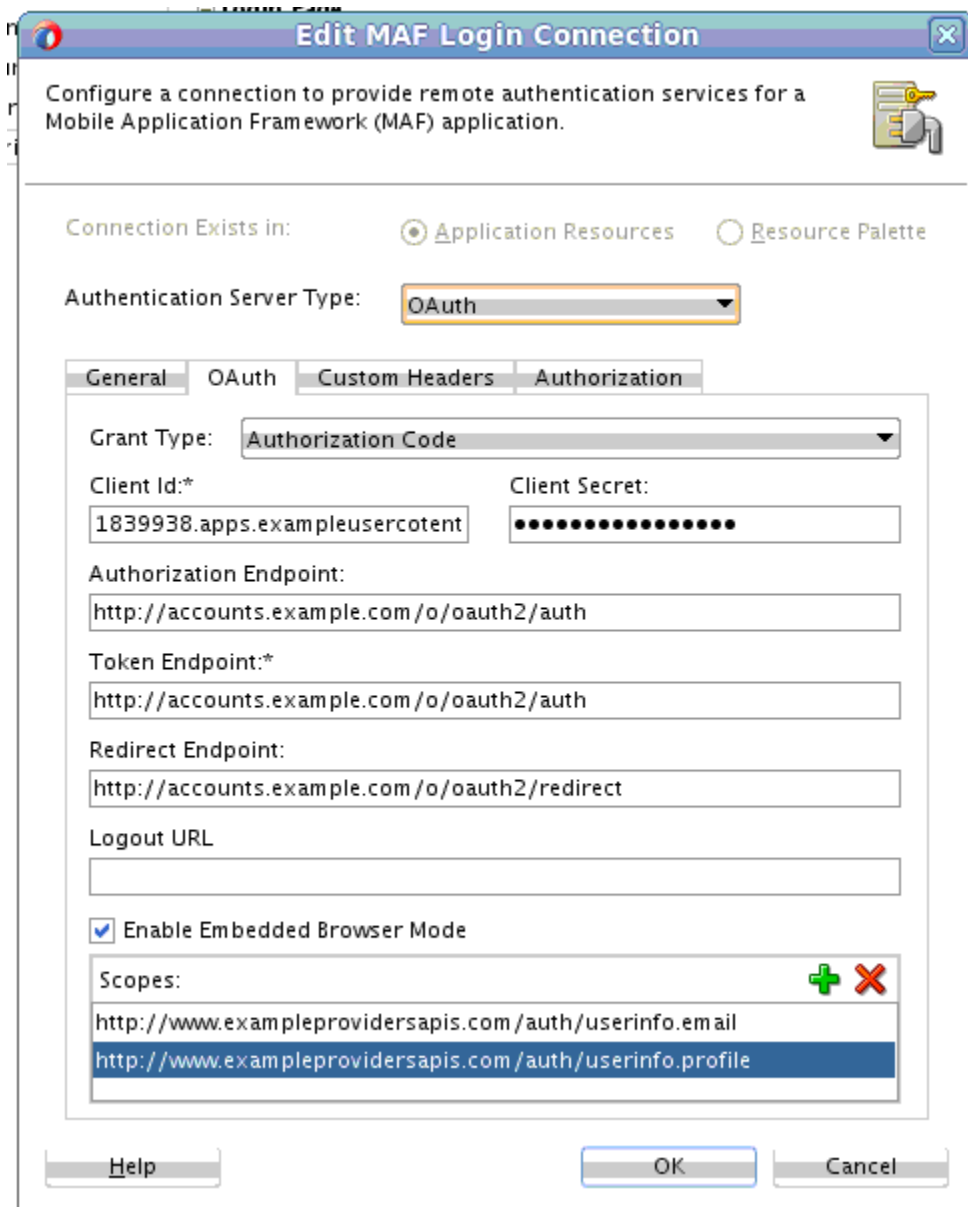 Edit MAF Login Connection
Configure a connection to provide remote authentication services for a
Mobile Application Framework (MAF) application.
Connection Exists in: Application Resources Resource Palette
Authentication Server Type: OAuth
General OAuth Custom Headers Authorization
Grant Type: Authorization Code
Client Id:* Client Secret:
1839938.apps.exampleusercotent ••••••••••••••••
Authorization Endpoint:
http://accounts.example.com/o/oauth2/auth
Token Endpoint:*
http://accounts.example.com/o/oauth2/auth
Redirect Endpoint:
http://accounts.example.com/o/oauth2/redirect
Logout URL
Enable Embedded Browser Mode
Scopes:
http://www.exampleprovidersapis.com/auth/userinfo.email
http://www.exampleprovidersapis.com/auth/userinfo.profile
Help OK Cancel